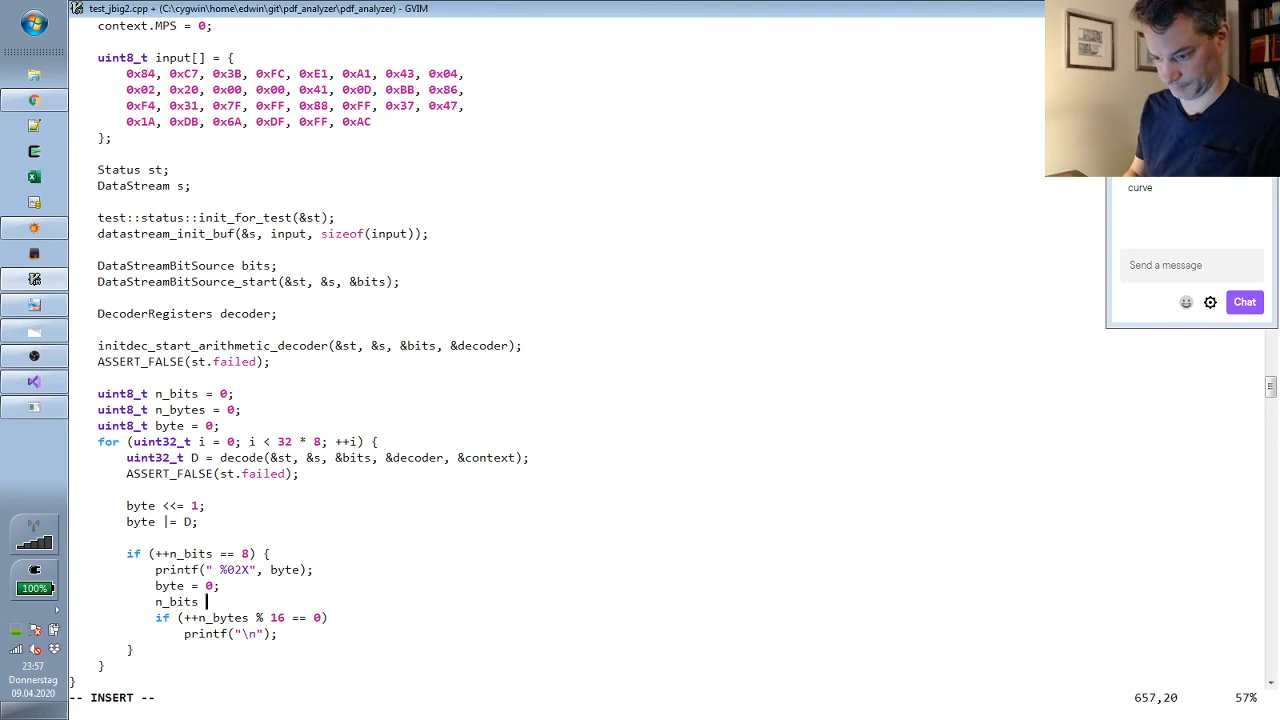 test_jbig2.cpp + (C:\cygwin\home\edwin\git\pdf_analyzer\pdf_analyzer) - GVIM
context.MPS = 0;
uint8_t input[] = {
0x84, 0xC7, 0x3B, 0xFC, 0xE1, 0xA1, 0x43, 0x04,
0x02, 0x20, 0x00, 0x00, 0x41, 0x0D, 0xBB, 0x86,
0xF4, 0x31, 0x7F, 0xFF, 0x88, 0xFF, 0x37, 0x47,
0x1A, 0xDB, 0x6A, 0xDF, 0xFF, 0xAC
};
Status st;
DataStream s;
test::status::init_for_test(&st);
datastream_init_buf(&s, input, sizeof(input));
DataStreamBitSource bits;
DataStreamBitSource_start(&st, &s, &bits);
DecoderRegisters decoder;
initdec_start_arithmetic_decoder(&st, &s, &bits, &decoder);
ASSERT_FALSE(st.failed);
uint8_t n_bits = 0;
uint8_t n_bytes = 0;
uint8_t byte = 0;
for (uint32_t i = 0; i < 32 * 8; ++i) {
uint32_t D = decode(&st, &s, &bits, &decoder, &context);
ASSERT_FALSE(st.failed);
byte <<= 1;
byte |= D;
if (++n_bits == 8) {
printf(" %02X", byte);
byte = 0;
n_bits
if (++n_bytes % 16 == 0)
printf("\n");
}
}
}
-- INSERT --
657,20
57%
curve
Send a message
Chat
100%
23:57
Donnerstag
09.04.2020